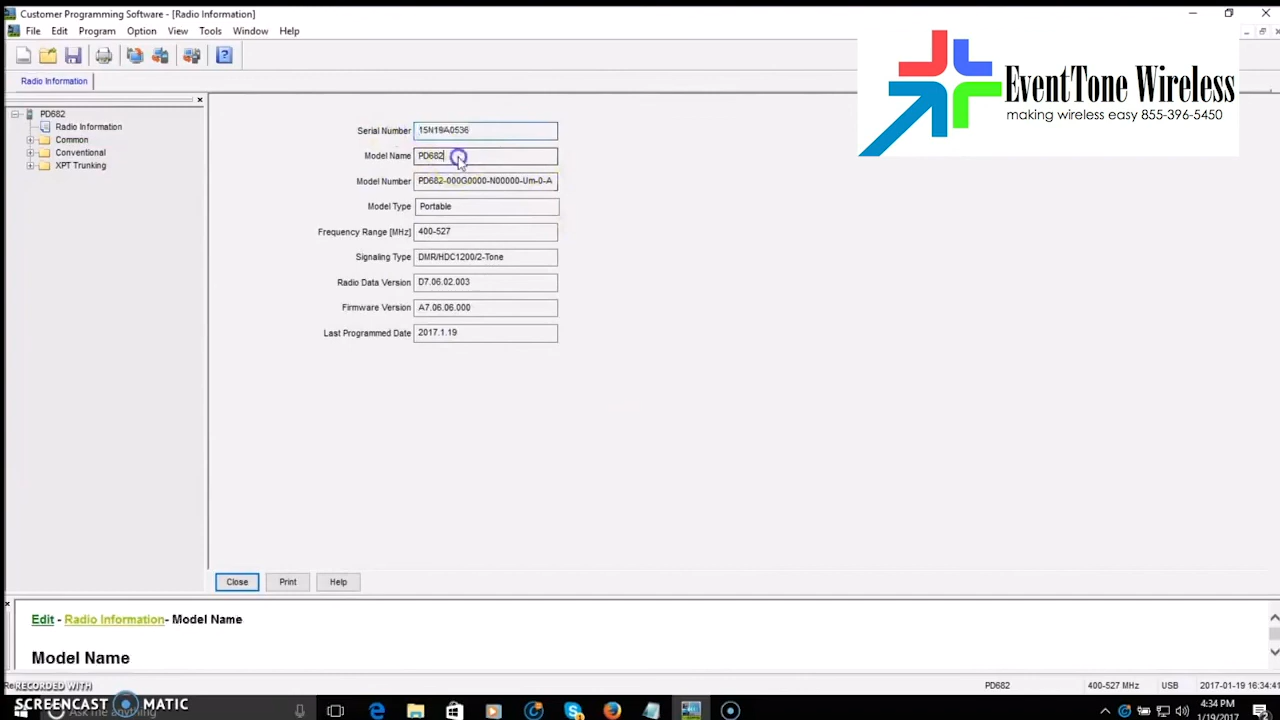 Customer Programming Software - [Radio Information]
File Edit Program Option View Tools Window Help
Radio Information
EventTone Wireless
making wireless easy 855-396-5450
PD682
Radio Information
Common
Conventional
XPT Trunking
Serial Number 15N19A0536
Model Name PD682
Model Number PD682-000G0000-N00000-Um-0-A
Model Type Portable
Frequency Range [MHz] 400-527
Signaling Type DMR/HDC1200/2-Tone
Radio Data Version D7.06.02.003
Firmware Version A7.06.06.000
Last Programmed Date 2017.1.19
Close Print Help
Edit - Radio Information- Model Name
Model Name
RECORDED WITH
PD682 400-527 MHz USB 2017-01-19 16:34:41
SCREENCAST MATIC
Ask me anything
4:34 PM
1/19/2017